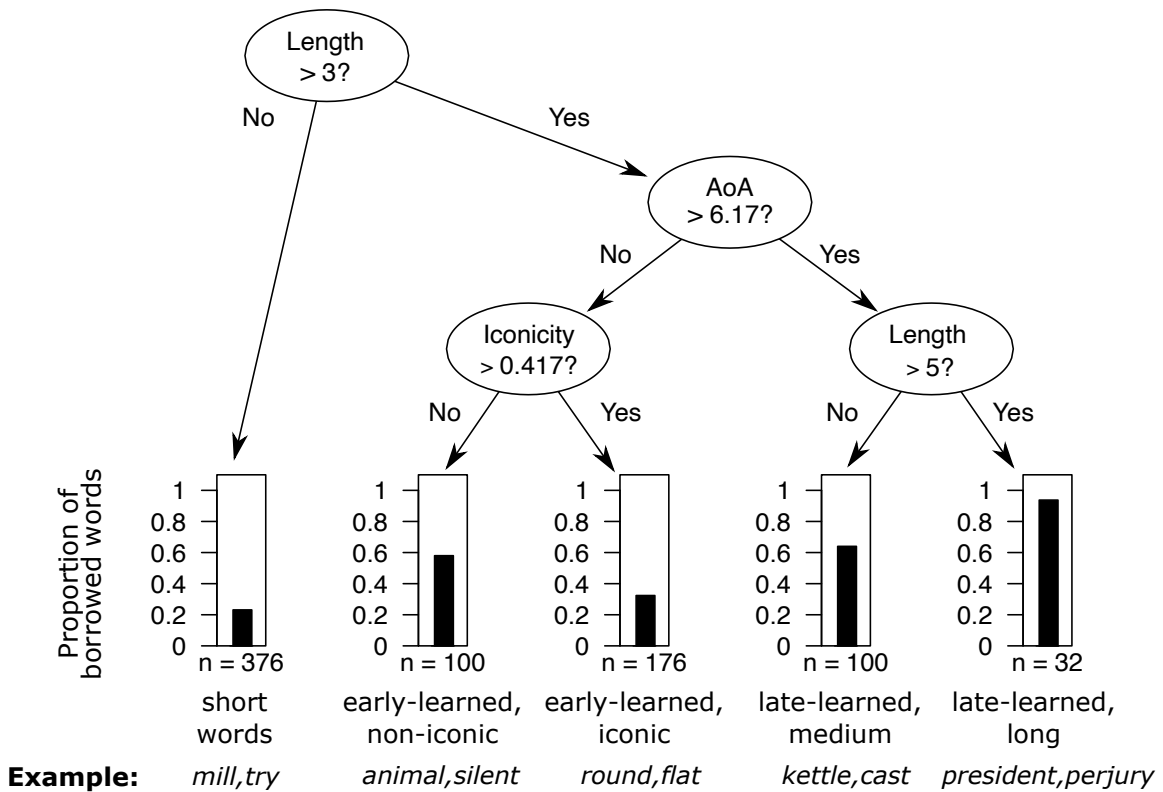 Length
> 3?
No
Yes
AoA
> 6.17?
No
Yes
Iconicity
> 0.417?
Length
> 5?
No
Yes
No
Yes
Proportion of
borrowed words
1
0.8
0.6
0.4
0.2
0
1
0.8
0.6
0.4
0.2
0
1
0.8
0.6
0.4
0.2
0
1
0.8
0.6
0.4
0.2
0
1
0.8
0.6
0.4
0.2
0
n = 376
n = 100
n = 176
n = 100
n = 32
short
words
early-learned,
non-iconic
early-learned,
iconic
late-learned,
medium
late-learned,
long
Example:
mill,try
animal,silent
round,flat
kettle,cast
president,perjury